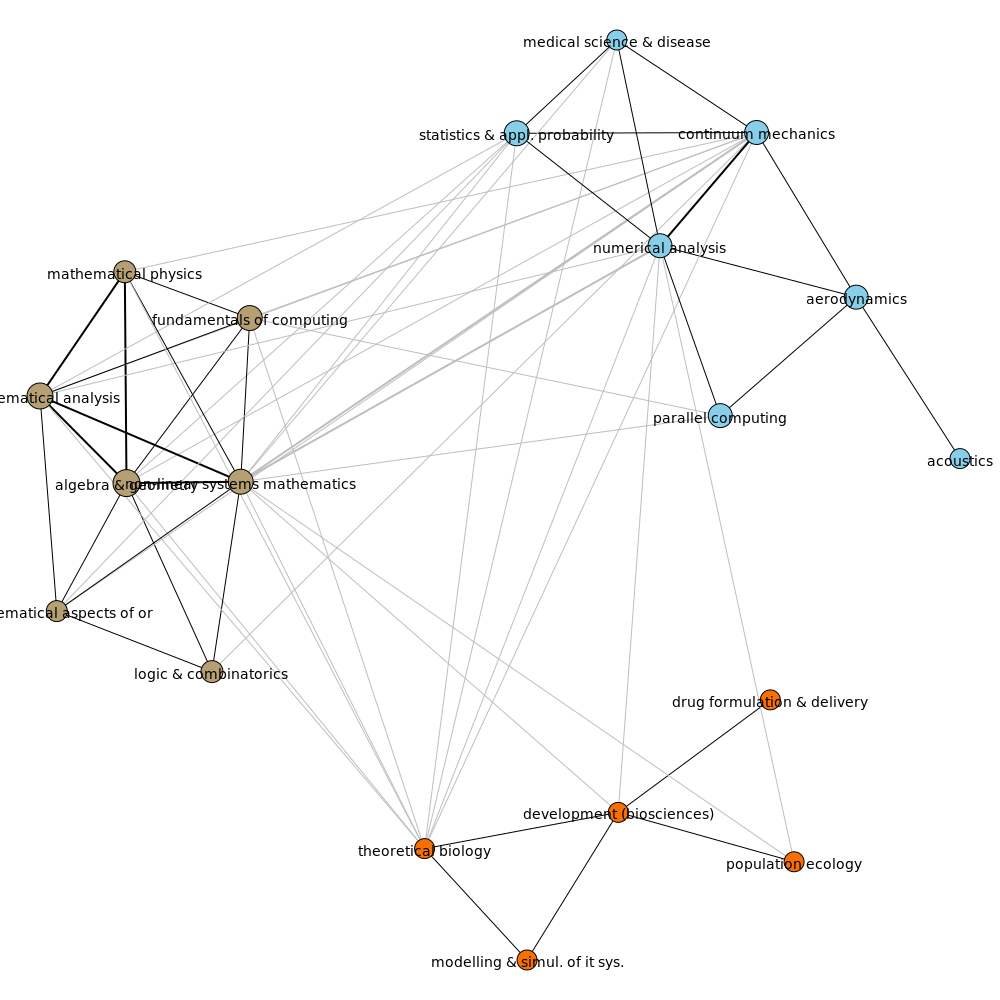 medical science & disease
statistics & appl. probability
continuum mechanics
numerical analysis
mathematical physics
aerodynamics
fundamentals of computing
ematical analysis
parallel computing
acoustics
algebra & geometry
nonlinear systems mathematics
ematical aspects of or
logic & combinatorics
drug formulation & delivery
development (biosciences)
theoretical biology
population ecology
modelling & simul. of it sys.